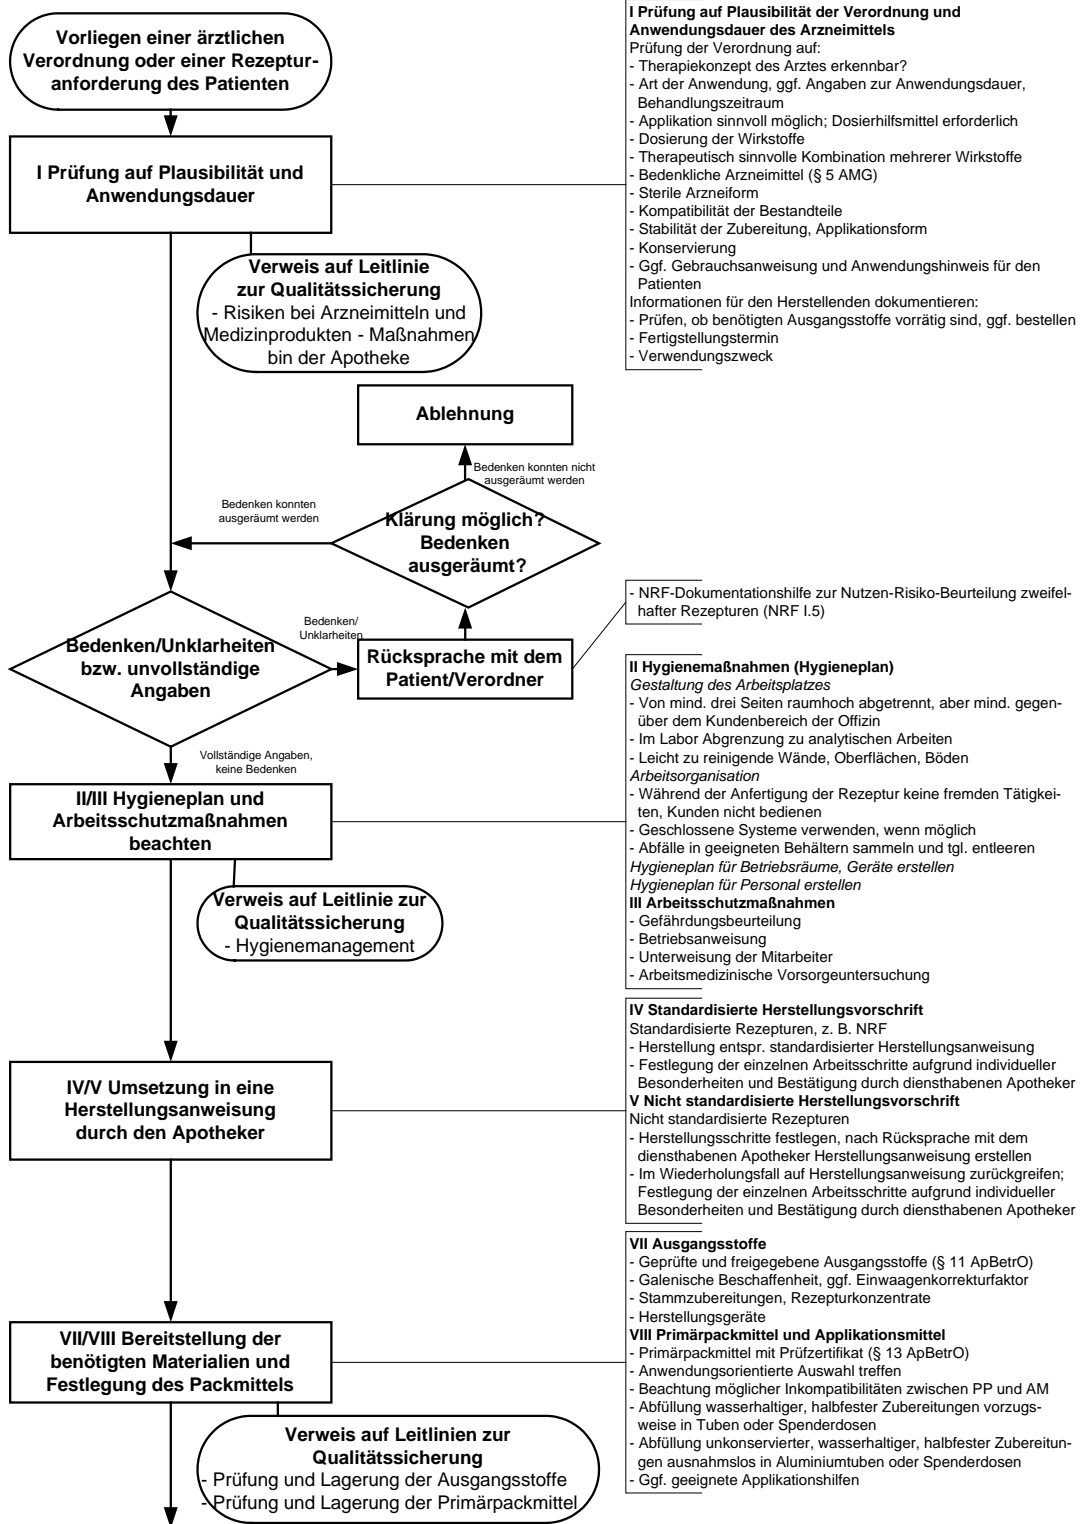 Vorliegen einer ärztlichen
Verordnung oder einer Rezeptur-
anforderung des Patienten
I Prüfung auf Plausibilität und
Anwendungsdauer
Verweis auf Leitlinie
zur Qualitätssicherung
- Risiken bei Arzneimitteln und
Medizinprodukten - Maßnahmen
bin der Apotheke
Ablehnung
Bedenken konnten nicht
ausgeräumt werden
Bedenken konnten
ausgeräumt werden
Klärung möglich?
Bedenken
ausgeräumt?
Bedenken/
Unklarheiten
Bedenken/Unklarheiten
bzw. unvollständige
Angaben
Rücksprache mit dem
Patient/Verordner
Vollständige Angaben,
keine Bedenken
II/III Hygieneplan und
Arbeitsschutzmaßnahmen
beachten
Verweis auf Leitlinie zur
Qualitätssicherung
- Hygienemanagement
IV/V Umsetzung in eine
Herstellungsanweisung
durch den Apotheker
VII/VIII Bereitstellung der
benötigten Materialien und
Festlegung des Packmittels
Verweis auf Leitlinien zur
Qualitätssicherung
- Prüfung und Lagerung der Ausgangsstoffe
- Prüfung und Lagerung der Primärpackmittel
I Prüfung auf Plausibilität der Verordnung und
Anwendungsdauer des Arzneimittels
Prüfung der Verordnung auf:
- Therapiekonzept des Arztes erkennbar?
- Art der Anwendung, ggf. Angaben zur Anwendungsdauer,
Behandlungszeitraum
- Applikation sinnvoll möglich; Dosierhilfsmittel erforderlich
- Dosierung der Wirkstoffe
- Therapeutisch sinnvolle Kombination mehrerer Wirkstoffe
- Bedenkliche Arzeimittel (§ 5 AMG)
- Sterile Arzneiform
- Kompatibilität der Bestandteile
- Stabilität der Zubereitung, Applikationsform
- Konservierung
- Ggf. Gebrauchsanweisung und Anwendungshinweis für den
Patienten
Informationen für den Herstellenden dokumentieren:
- Prüfen, ob benötigten Ausgangsstoffe vorrätig sind, ggf. bestellen
- Fertigstellungstermin
- Verwendungszweck
- NRF-Dokumentationshilfe zur Nutzen-Risiko-Beurteilung zweifel-
hafter Rezepturen (NRF I.5)
II Hygienemaßnahmen (Hygieneplan)
Gestaltung des Arbeitsplatzes
- Von mind. drei Seiten raumhoch abgetrennt, aber mind. gegen-
über dem Kundenbereich der Offizin
- Im Labor Abgrenzung zu analytischen Arbeiten
- Leicht zu reinigende Wände, Oberflächen, Böden
Arbeitsorganisation
- Während der Anfertigung der Rezeptur keine fremden Tätigkei-
ten, Kunden nicht bedienen
- Geschlossene Systeme verwenden, wenn möglich
- Abfälle in geeigneten Behältern sammeln und tgl. entleeren
Hygieneplan für Betriebsräume, Geräte erstellen
Hygieneplan für Personal erstellen
III Arbeitsschutzmaßnahmen
- Gefährdungsbeurteilung
- Betriebsanweisung
- Unterweisung der Mitarbeiter
- Arbeitsmedizinische Vorsorgeuntersuchung
IV Standardisierte Herstellungsvorschrift
Standardisierte Rezepturen, z. B. NRF
- Herstellung entspr. standardisierter Herstellungsanweisung
- Festlegung der einzelnen Arbeitsschritte aufgrund individueller
Besonderheiten und Bestätigung durch diensthabenen Apotheker
V Nicht standardisierte Herstellungsvorschrift
Nicht standardisierte Rezepturen
- Herstellungsschritte festlegen, nach Rücksprache mit dem
diensthabenen Apotheker Herstellungsanweisung erstellen
- Im Wiederholungsfall auf Herstellungsanweisung zurückgreifen;
Festlegung der einzelnen Arbeitsschritte aufgrund individueller
Besonderheiten und Bestätigung durch diensthabenen Apotheker
VII Ausgangsstoffe
- Geprüfte und freigegebene Ausgangsstoffe (§ 11 ApBetrO)
- Galenische Beschaffenheit, ggf. Einwaagenkorrekturfaktor
- Stammzubereitungen, Rezepturkonzentrate
- Herstellungsgeräte
VIII Primärpackmittel und Applikationsmittel
- Primärpackmittel mit Prüfzertifikat (§ 13 ApBetrO)
- Anwendungsorientierte Auswahl treffen
- Beachtung möglicher Inkompatibilitäten zwischen PP und AM
- Abfüllung wasserhaltiger, halbfester Zubereitungen vorzugs-
weise in Tuben oder Spenderdosen
- Abfüllung unkonservierter, wasserhaltiger, halbfester Zubereitun-
gen ausnahmslos in Aluminiumtuben oder Spenderdosen
- Ggf. geeignete Applikationshilfen